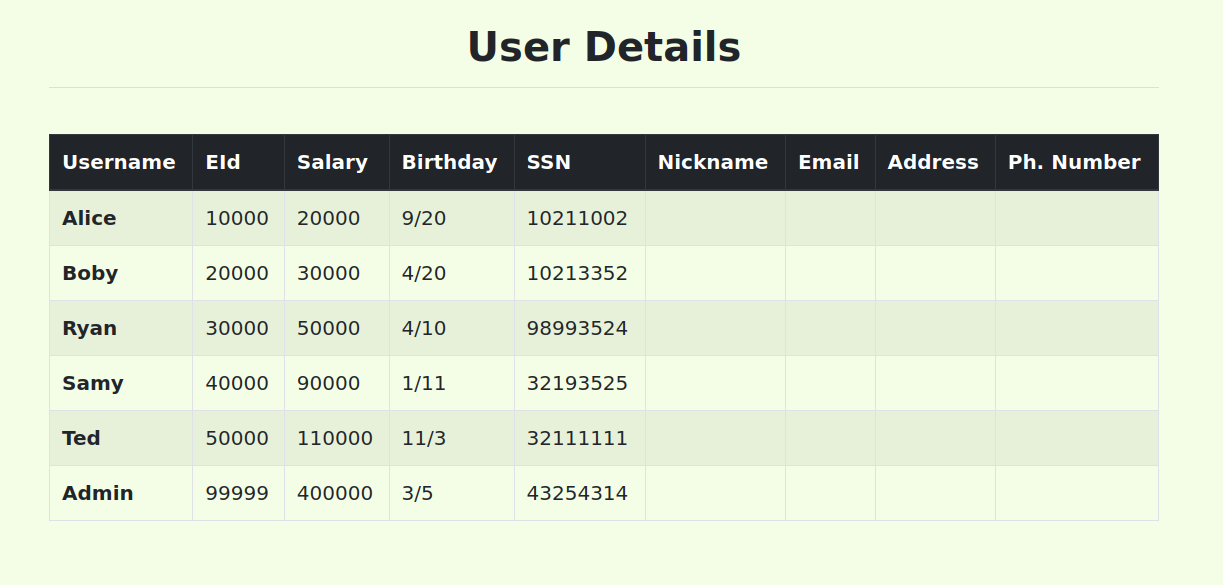 User Details
Username EId Salary Birthday SSN Nickname Email Address Ph. Number
Alice 10000 20000 9/20 10211002
Boby 20000 30000 4/20 10213352
Ryan 30000 50000 4/10 98993524
Samy 40000 90000 1/11 32193525
Ted 50000 110000 11/3 32111111
Admin 99999 400000 3/5 43254314